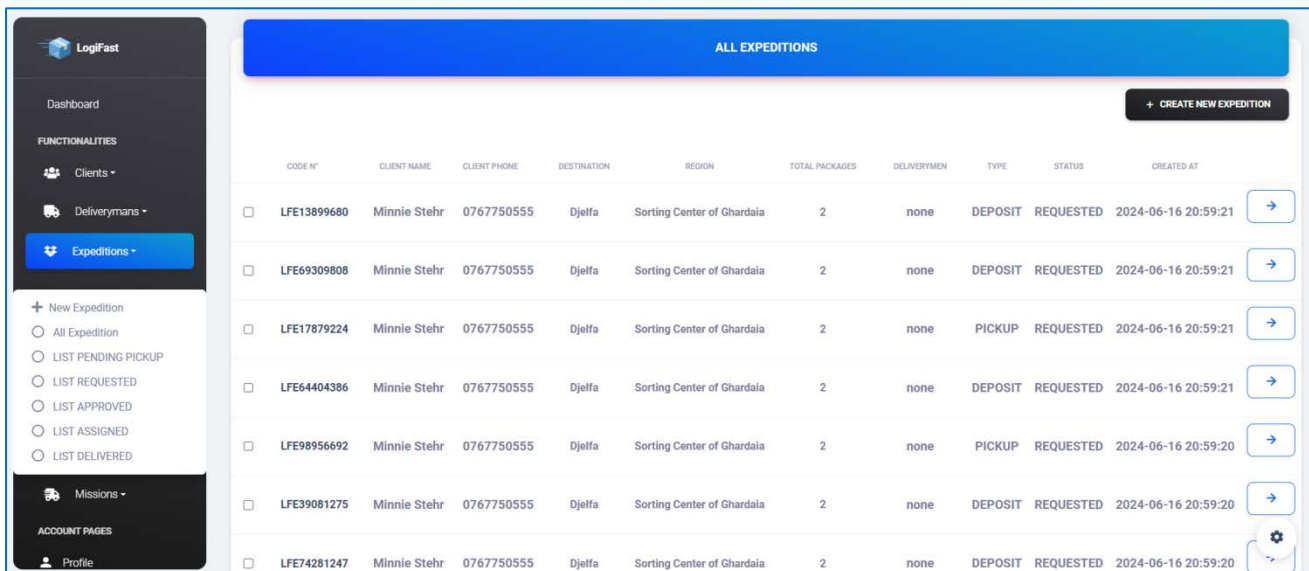 LogiFast
Dashboard
FUNCTIONALITIES
Clients
Deliverymans
Expeditions
New Expedition
All Expedition
LIST PENDING PICKUP
LIST REQUESTED
LIST APPROVED
LIST ASSIGNED
LIST DELIVERED
Missions
ACCOUNT PAGES
Profile
ALL EXPEDITIONS
+ CREATE NEW EXPEDITION
CODE N° CLIENT NAME CLIENT PHONE DESTINATION REGION TOTAL PACKAGES DELIVERYMEN TYPE STATUS CREATED AT
LFE13899680 Minnie Stehr 0767750555 Djelfa Sorting Center of Ghardaia 2 none DEPOSIT REQUESTED 2024-06-16 20:59:21
LFE69309808 Minnie Stehr 0767750555 Djelfa Sorting Center of Ghardaia 2 none DEPOSIT REQUESTED 2024-06-16 20:59:21
LFE17879224 Minnie Stehr 0767750555 Djelfa Sorting Center of Ghardaia 2 none PICKUP REQUESTED 2024-06-16 20:59:21
LFE64404386 Minnie Stehr 0767750555 Djelfa Sorting Center of Ghardaia 2 none DEPOSIT REQUESTED 2024-06-16 20:59:21
LFE98956692 Minnie Stehr 0767750555 Djelfa Sorting Center of Ghardaia 2 none PICKUP REQUESTED 2024-06-16 20:59:20
LFE39081275 Minnie Stehr 0767750555 Djelfa Sorting Center of Ghardaia 2 none DEPOSIT REQUESTED 2024-06-16 20:59:20
LFE74281247 Minnie Stehr 0767750555 Djelfa Sorting Center of Ghardaia 2 none DEPOSIT REQUESTED 2024-06-16 20:59:20